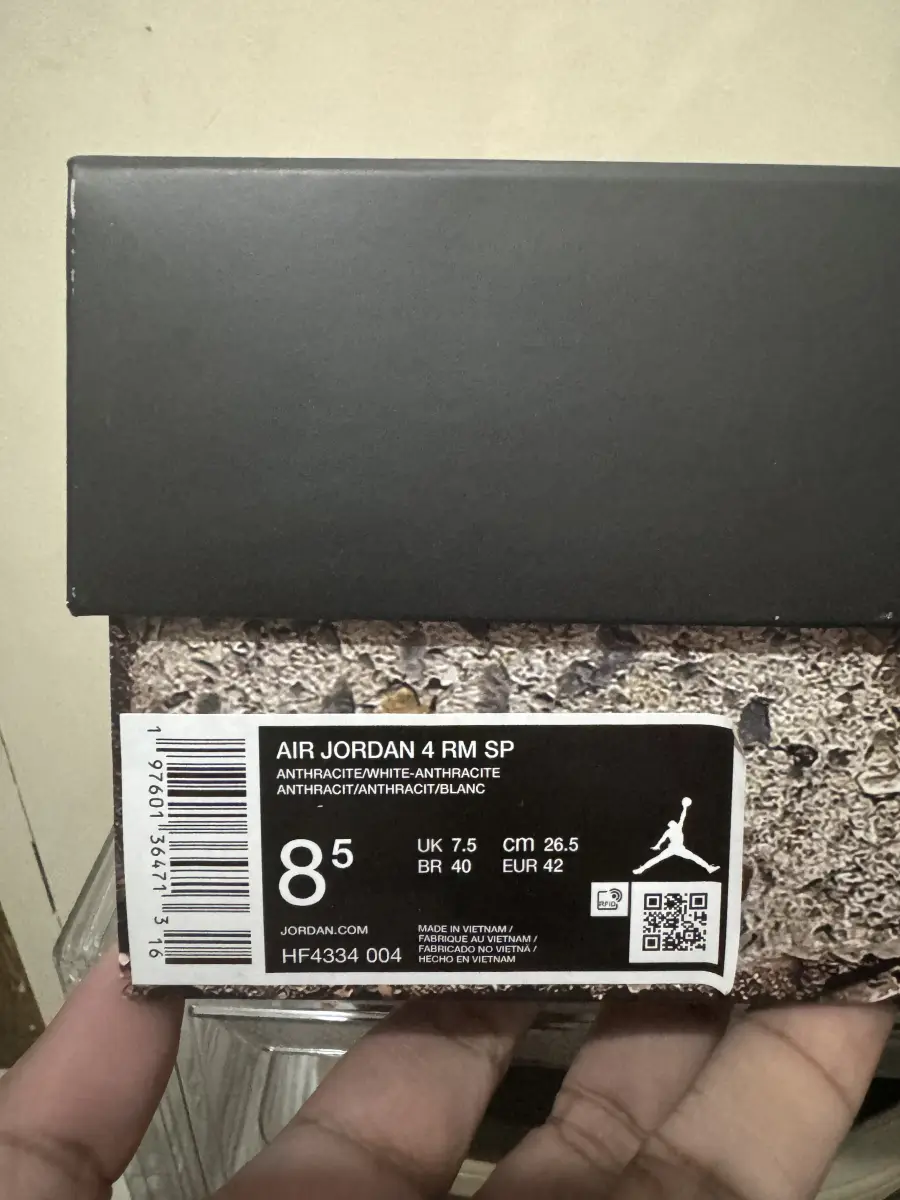 AIR JORDAN 4 RM SP
ANTHRACITE/WHITE-ANTHRACITE
ANTHRACIT/ANTHRACIT/BLANC
8⁵
UK 7.5 cm 26.5
BR 40 EUR 42
JORDAN.COM
HF4334 004
MADE IN VIETNAM /
FABRIQUE AU VIETNAM /
FABRICADO NO VIETNÃ /
HECHO EN VIETNAM
RFID
1 97601 36471 3 16